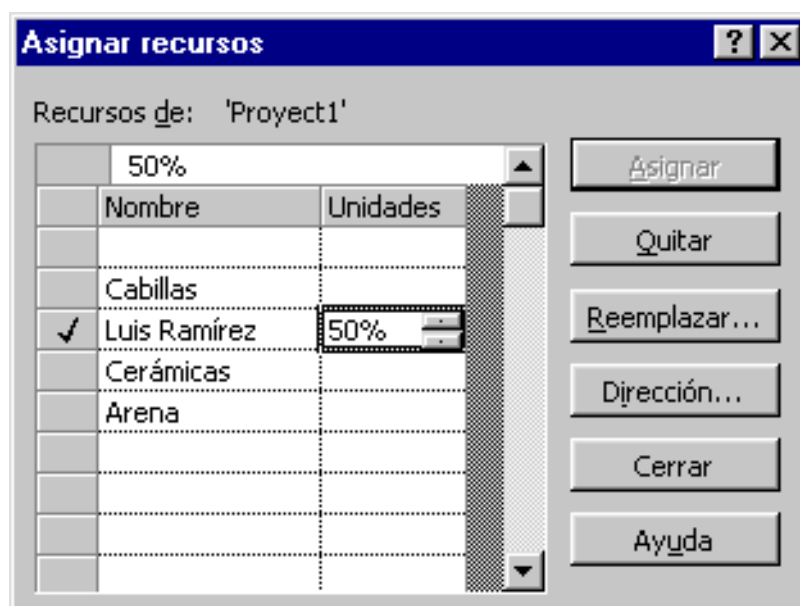 Asignar recursos
Recursos de: 'Proyect1'
50%
Nombre Unidades
Cabillas
Luis Ramírez 50%
Cerámicas
Arena
Asignar
Quitar
Reemplazar...
Dirección...
Cerrar
Ayuda